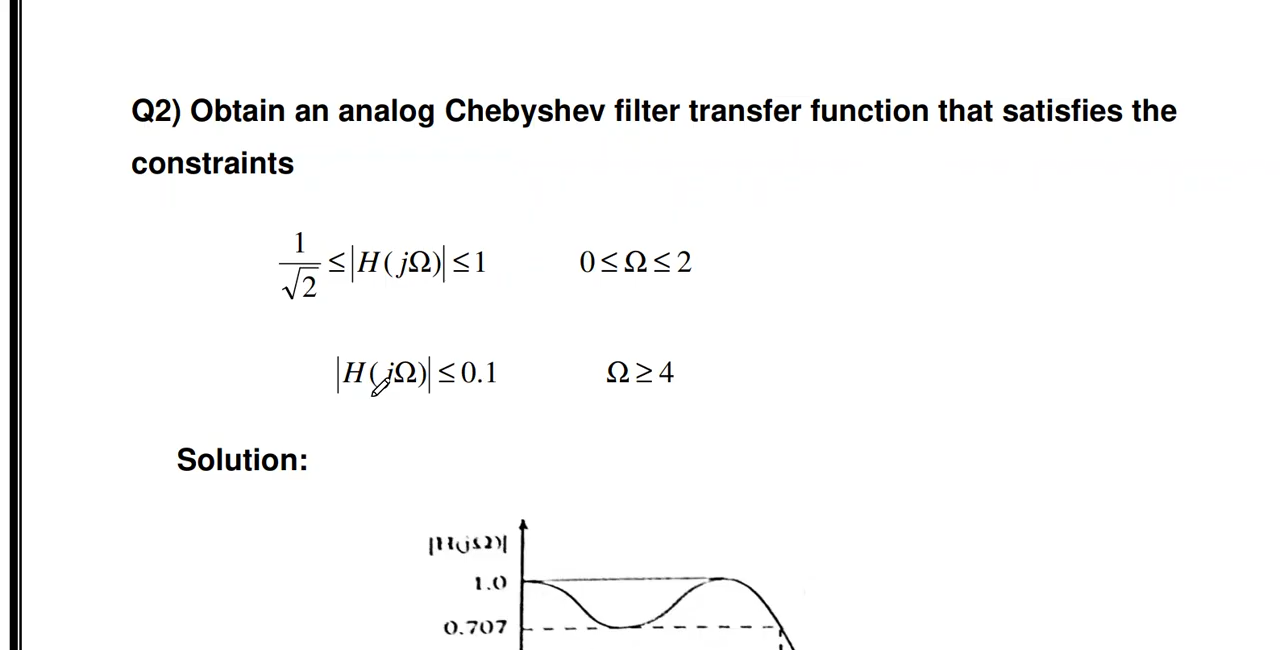 Q2) Obtain an analog Chebyshev filter transfer function that satisfies the
constraints
1/√2 ≤ |H(jΩ)| ≤ 1 0 ≤ Ω ≤ 2
|H(jΩ)| ≤ 0.1 Ω ≥ 4
Solution:
|H(jΩ)|
1.0
0.707